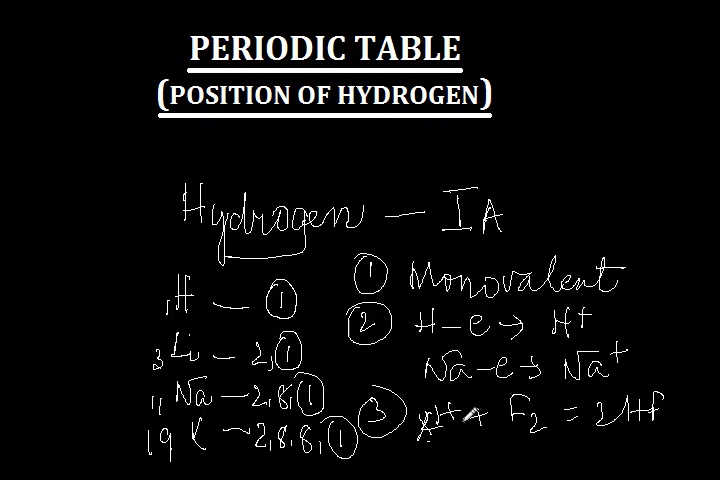 PERIODIC TABLE
(POSITION OF HYDROGEN)
Hydrogen — IA
₁H — ①
₃Li — 2,①
₁₁Na — 2,8,①
₁₉K — 2,8,8,①
① Monovalent
② H - e → H⁺
Na - e → Na⁺
③ H + F₂ = 2Hf